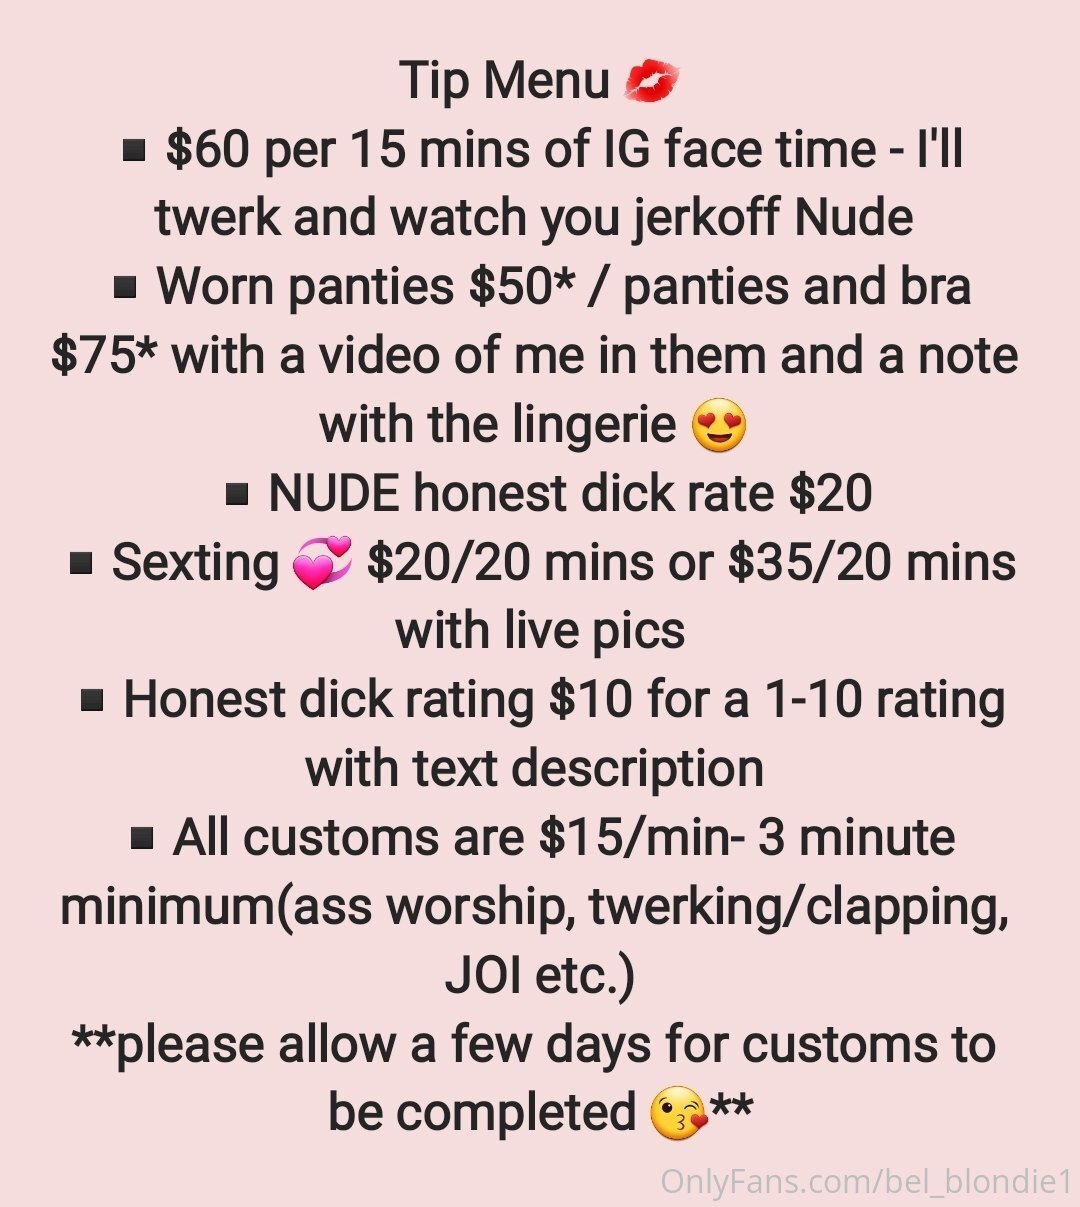 Tip Menu 💋
▪️$60 per 15 mins of IG face time - I'll
twerk and watch you jerkoff Nude
▪️Worn panties $50* / panties and bra
$75* with a video of me in them and a note
with the lingerie 😍
▪️NUDE honest dick rate $20
▪️Sexting 💞 $20/20 mins or $35/20 mins
with live pics
▪️Honest dick rating $10 for a 1-10 rating
with text description
▪️All customs are $15/min- 3 minute
minimum(ass worship, twerking/clapping,
JOI etc.)
**please allow a few days for customs to
be completed 😘**
OnlyFans.com/bel_blondie1